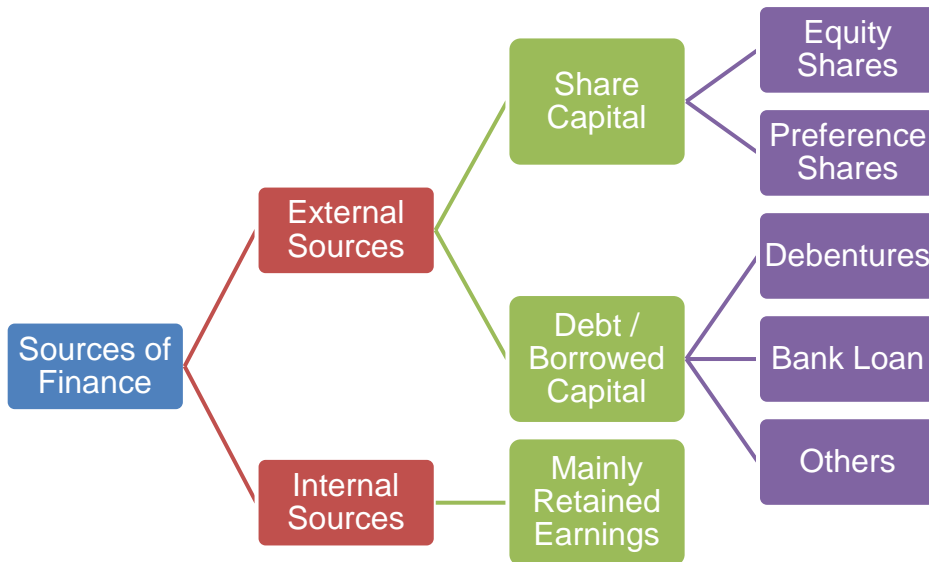 Sources of
Finance
External
Sources
Internal
Sources
Share
Capital
Debt /
Borrowed
Capital
Mainly
Retained
Earnings
Equity
Shares
Preference
Shares
Debentures
Bank Loan
Others